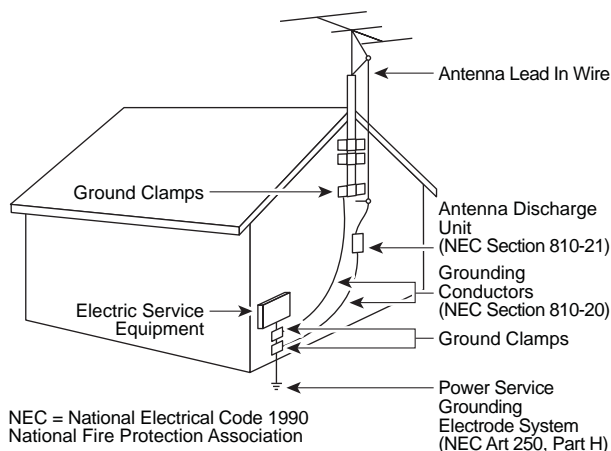 Antenna Lead In Wire
Ground Clamps
Antenna Discharge
Unit
(NEC Section 810-21)
Electric Service
Equipment
Grounding
Conductors
(NEC Section 810-20)
Ground Clamps
Power Service
Grounding
Electrode System
(NEC Art 250, Part H)
NEC = National Electrical Code 1990
National Fire Protection Association